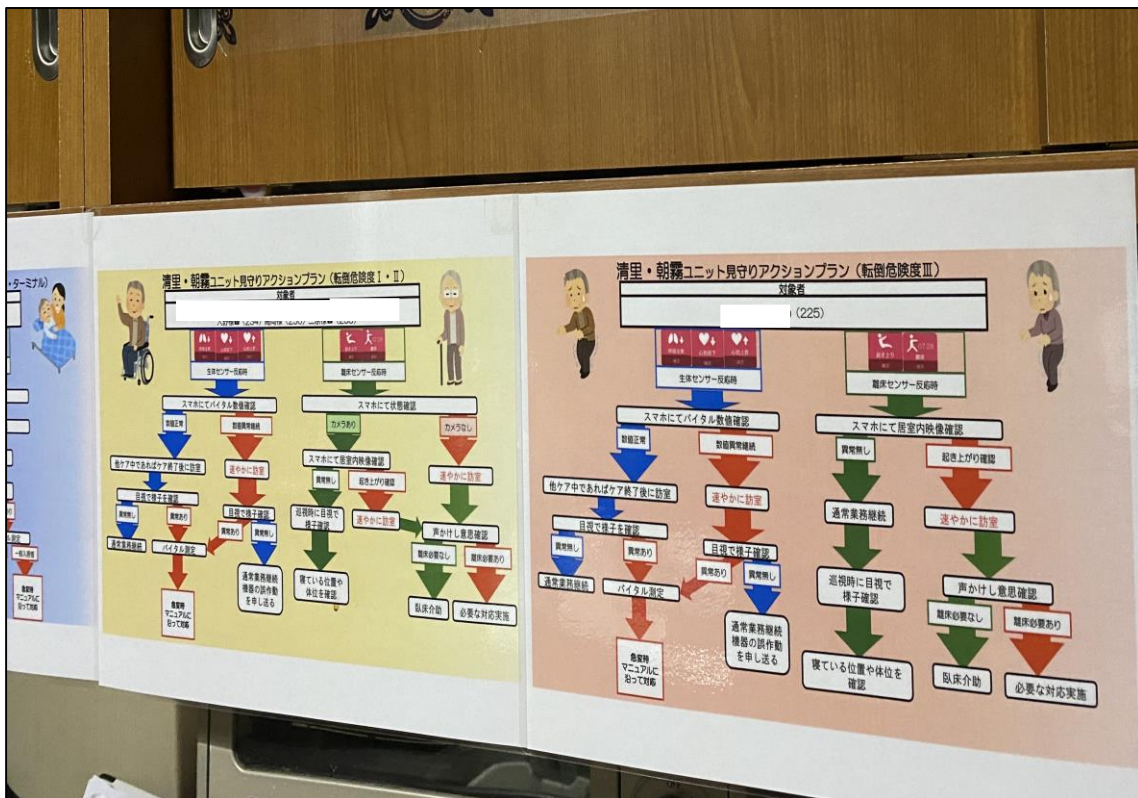 ・ターミナル）
測定
一般入居者
急変時
マニュアルに
沿って対応
清里・朝霧ユニット見守りアクションプラン（転倒危険度Ⅰ・Ⅱ）
対象者
生体センサー反応時
離床センサー反応時
スマホにてバイタル数値確認
スマホにて状態確認
数値正常
数値異常継続
カメラあり
カメラなし
他ケア中であればケア終了後に訪室
速やかに訪室
スマホにて居室内映像確認
速やかに訪室
異常無し
起き上がり確認
目視で様子を確認
目視で様子確認
巡視時に目視で
様子確認
速やかに訪室
声かけし意思確認
異常無し
異常あり
異常あり
異常無し
通常業務継続
バイタル測定
離床必要なし
離床必要あり
急変時
マニュアルに
沿って対応
通常業務継続
機器の誤作動
を申し送る
寝ている位置や
体位を確認
臥床介助
必要な対応実施
清里・朝霧ユニット見守りアクションプラン（転倒危険度Ⅲ）
対象者
（225）
生体センサー反応時
離床センサー反応時
スマホにてバイタル数値確認
スマホにて居室内映像確認
数値正常
数値異常継続
異常無し
起き上がり確認
他ケア中であればケア終了後に訪室
速やかに訪室
通常業務継続
速やかに訪室
目視で様子を確認
目視で様子確認
異常無し
異常あり
異常あり
異常無し
通常業務継続
バイタル測定
巡視時に目視で
様子確認
声かけし意思確認
離床必要なし
離床必要あり
急変時
マニュアルに
沿って対応
通常業務継続
機器の誤作動
を申し送る
寝ている位置や体位を
確認
臥床介助
必要な対応実施